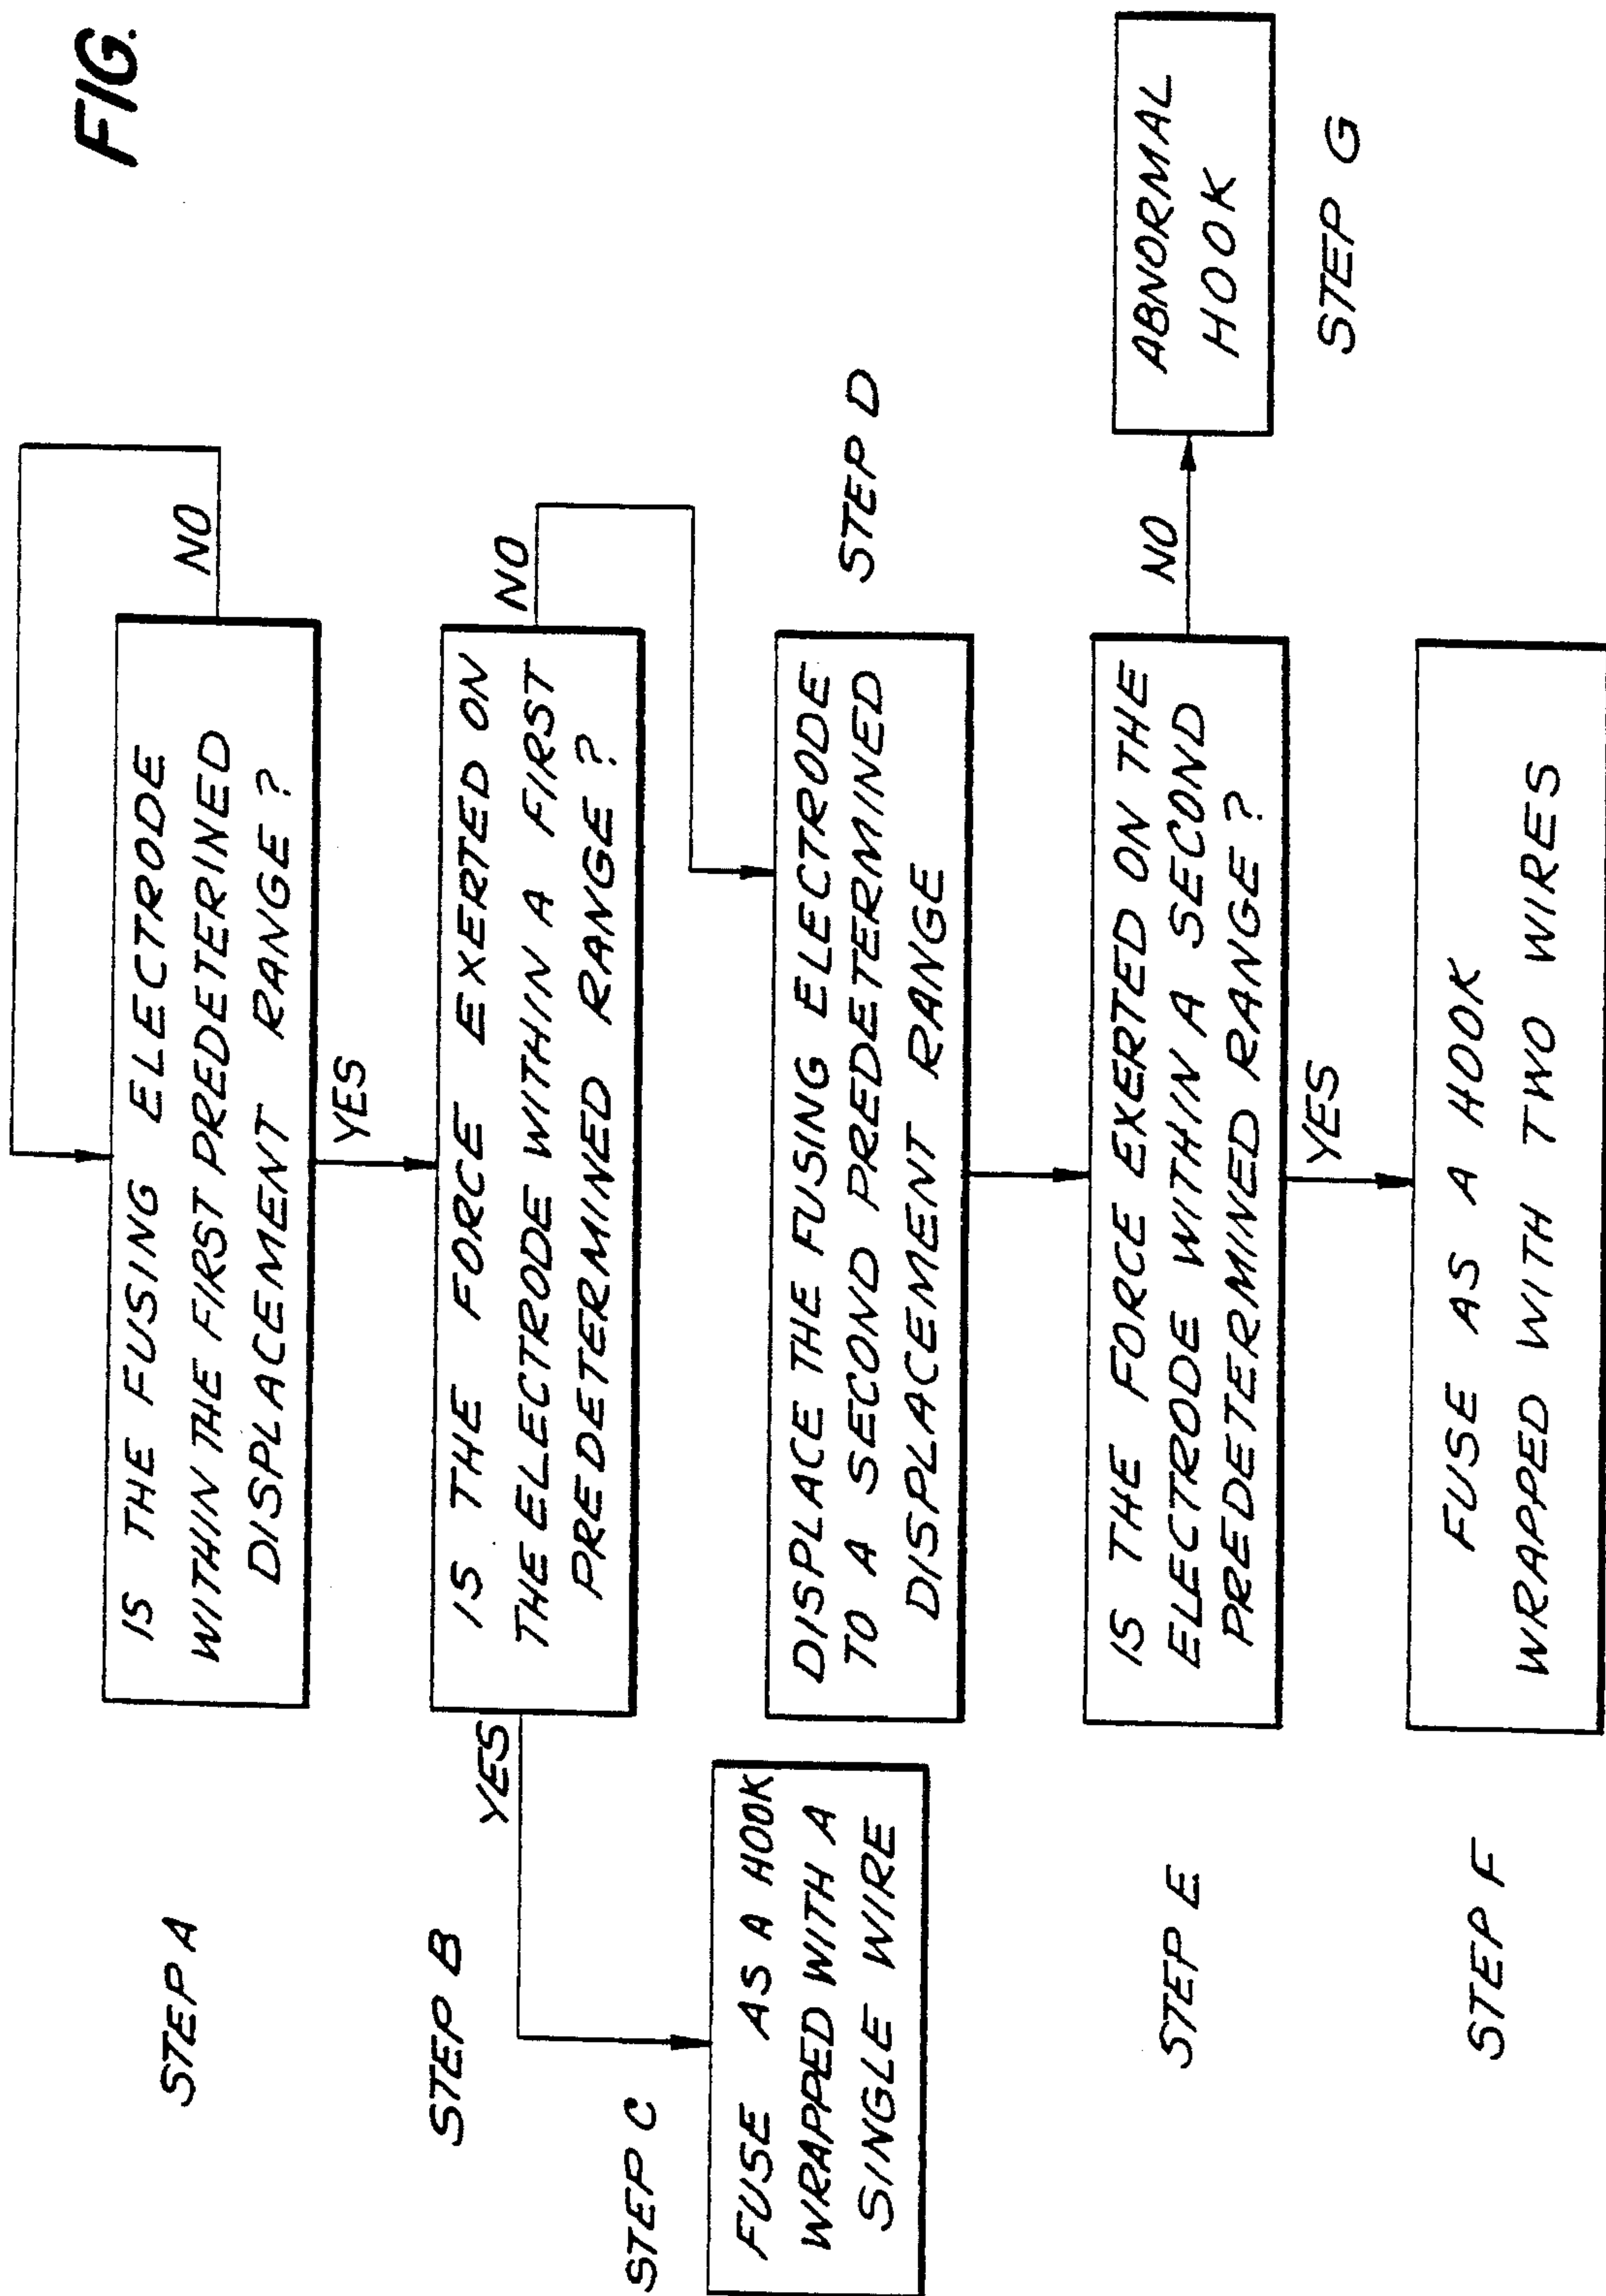 FIG.
STEP A
IS THE FUSING ELECTRODE
WITHIN THE FIRST PREDETERINED
DISPLACEMENT RANGE?
NO
YES
STEP B
IS THE FORCE EXERTED ON
THE ELECTRODE WITHIN A FIRST
PREDETERMINED RANGE?
YES
NO
STEP C
FUSE AS A HOOK
WRAPPED WITH A
SINGLE WIRE
STEP D
DISPLACE THE FUSING ELECTRODE
TO A SECOND PREDETERMINED
DISPLACEMENT RANGE
STEP E
IS THE FORCE EXERTED ON THE
ELECTRODE WITHIN A SECOND
PREDETERMINED RANGE?
NO
ABNORMAL
HOOK
STEP G
YES
STEP F
FUSE AS A HOOK
WRAPPED WITH TWO WIRES